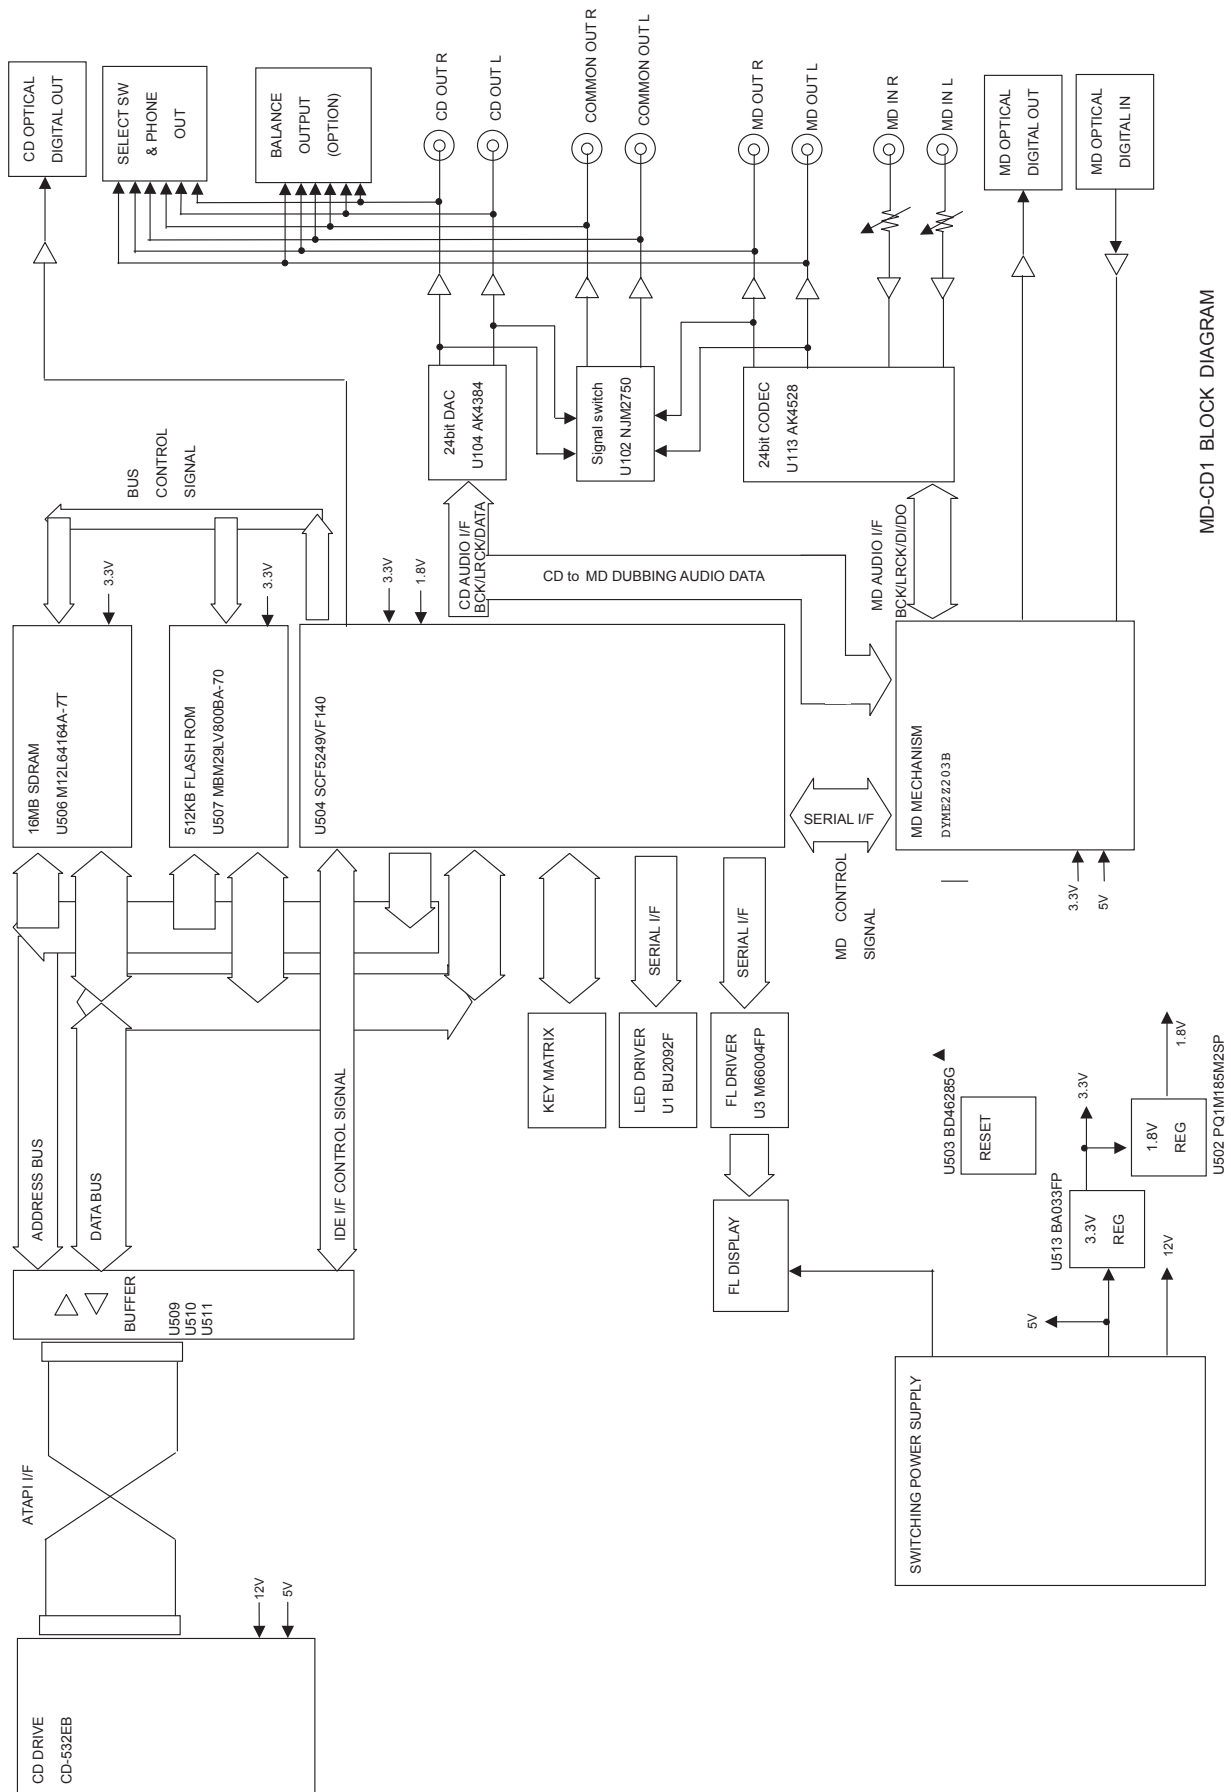 CD DRIVE
CD-532EB
12V
5V
ATAPI I/F
BUFFER
U509
U510
U511
ADDRESS BUS
DATA BUS
IDE I/F CONTROL SIGNAL
16MB SDRAM
U506 M12L64164A-7T
3.3V
512KB FLASH ROM
U507 MBM29LV800BA-70
3.3V
U504 SCF5249VF140
3.3V
1.8V
BUS
CONTROL
SIGNAL
CD OPTICAL
DIGITAL OUT
SELECT SW
& PHONE
OUT
BALANCE
OUTPUT
(OPTION)
CD OUT R
CD OUT L
COMMON OUT R
COMMON OUT L
MD OUT R
MD OUT L
MD IN R
MD IN L
MD OPTICAL
DIGITAL OUT
MD OPTICAL
DIGITAL IN
24bit DAC
U104 AK4384
Signal switch
U102 NJM2750
24bit CODEC
U113 AK4528
CD AUDIO I/F
BCK/LRCK/DATA
CD to MD DUBBING AUDIO DATA
MD AUDIO I/F
BCK/LRCK/DI/DO
KEY MATRIX
LED DRIVER
U1 BU2092F
SERIAL I/F
FL DRIVER
U3 M66004FP
SERIAL I/F
FL DISPLAY
SERIAL I/F
MD CONTROL
SIGNAL
MD MECHANISM
DYME2Z203B
3.3V
5V
SWITCHING POWER SUPPLY
5V
12V
U513 BA033FP
3.3V
REG
3.3V
U503 BD46285G
RESET
1.8V
REG
U502 PQ1M185M2SP
1.8V
MD-CD1 BLOCK DIAGRAM